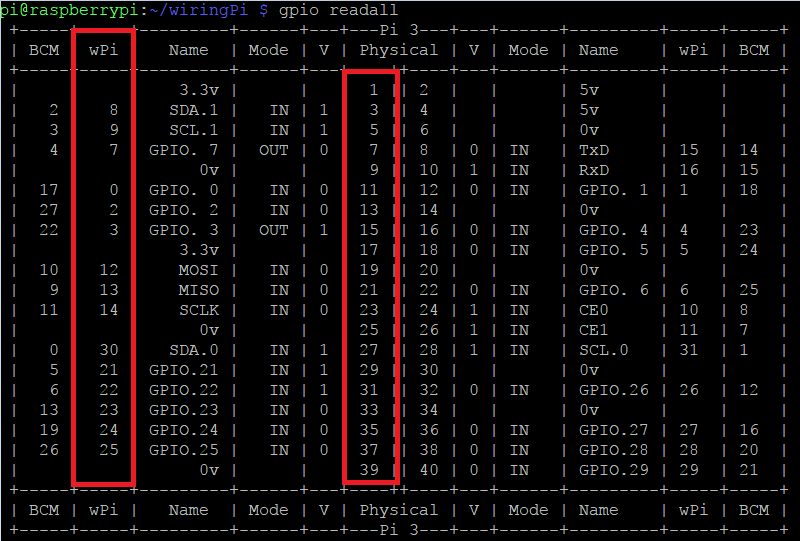 pi@raspberrypi:~/wiringPi $ gpio readall
+-----+-----+---------+------+---+---Pi 3---+---+------+---------+-----+-----+
| BCM | wPi |   Name  | Mode | V | Physical | V | Mode | Name    | wPi | BCM |
+-----+-----+---------+------+---+----++----+---+------+---------+-----+-----+
|     |     |    3.3v |      |   |  1 || 2  |   |      | 5v      |     |     |
|   2 |   8 |   SDA.1 |   IN | 1 |  3 || 4  |   |      | 5v      |     |     |
|   3 |   9 |   SCL.1 |   IN | 1 |  5 || 6  |   |      | 0v      |     |     |
|   4 |   7 | GPIO. 7 |  OUT | 0 |  7 || 8  | 0 | IN   | TxD     | 15  | 14  |
|     |     |      0v |      |   |  9 || 10 | 1 | IN   | RxD     | 16  | 15  |
|  17 |   0 | GPIO. 0 |   IN | 0 | 11 || 12 | 0 | IN   | GPIO. 1 | 1   | 18  |
|  27 |   2 | GPIO. 2 |   IN | 0 | 13 || 14 |   |      | 0v      |     |     |
|  22 |   3 | GPIO. 3 |  OUT | 1 | 15 || 16 | 0 | IN   | GPIO. 4 | 4   | 23  |
|     |     |    3.3v |      |   | 17 || 18 | 0 | IN   | GPIO. 5 | 5   | 24  |
|  10 |  12 |    MOSI |   IN | 0 | 19 || 20 |   |      | 0v      |     |     |
|   9 |  13 |    MISO |   IN | 0 | 21 || 22 | 0 | IN   | GPIO. 6 | 6   | 25  |
|  11 |  14 |    SCLK |   IN | 0 | 23 || 24 | 1 | IN   | CE0     | 10  | 8   |
|     |     |      0v |      |   | 25 || 26 | 1 | IN   | CE1     | 11  | 7   |
|   0 |  30 |   SDA.0 |   IN | 1 | 27 || 28 | 1 | IN   | SCL.0   | 31  | 1   |
|   5 |  21 | GPIO.21 |   IN | 1 | 29 || 30 |   |      | 0v      |     |     |
|   6 |  22 | GPIO.22 |   IN | 1 | 31 || 32 | 0 | IN   | GPIO.26 | 26  | 12  |
|  13 |  23 | GPIO.23 |   IN | 0 | 33 || 34 |   |      | 0v      |     |     |
|  19 |  24 | GPIO.24 |   IN | 0 | 35 || 36 | 0 | IN   | GPIO.27 | 27  | 16  |
|  26 |  25 | GPIO.25 |   IN | 0 | 37 || 38 | 0 | IN   | GPIO.28 | 28  | 20  |
|     |     |      0v |      |   | 39 || 40 | 0 | IN   | GPIO.29 | 29  | 21  |
+-----+-----+---------+------+---+----++----+---+------+---------+-----+-----+
| BCM | wPi |   Name  | Mode | V | Physical | V | Mode | Name    | wPi | BCM |
+-----+-----+---------+------+---+---Pi 3---+---+------+---------+-----+-----+